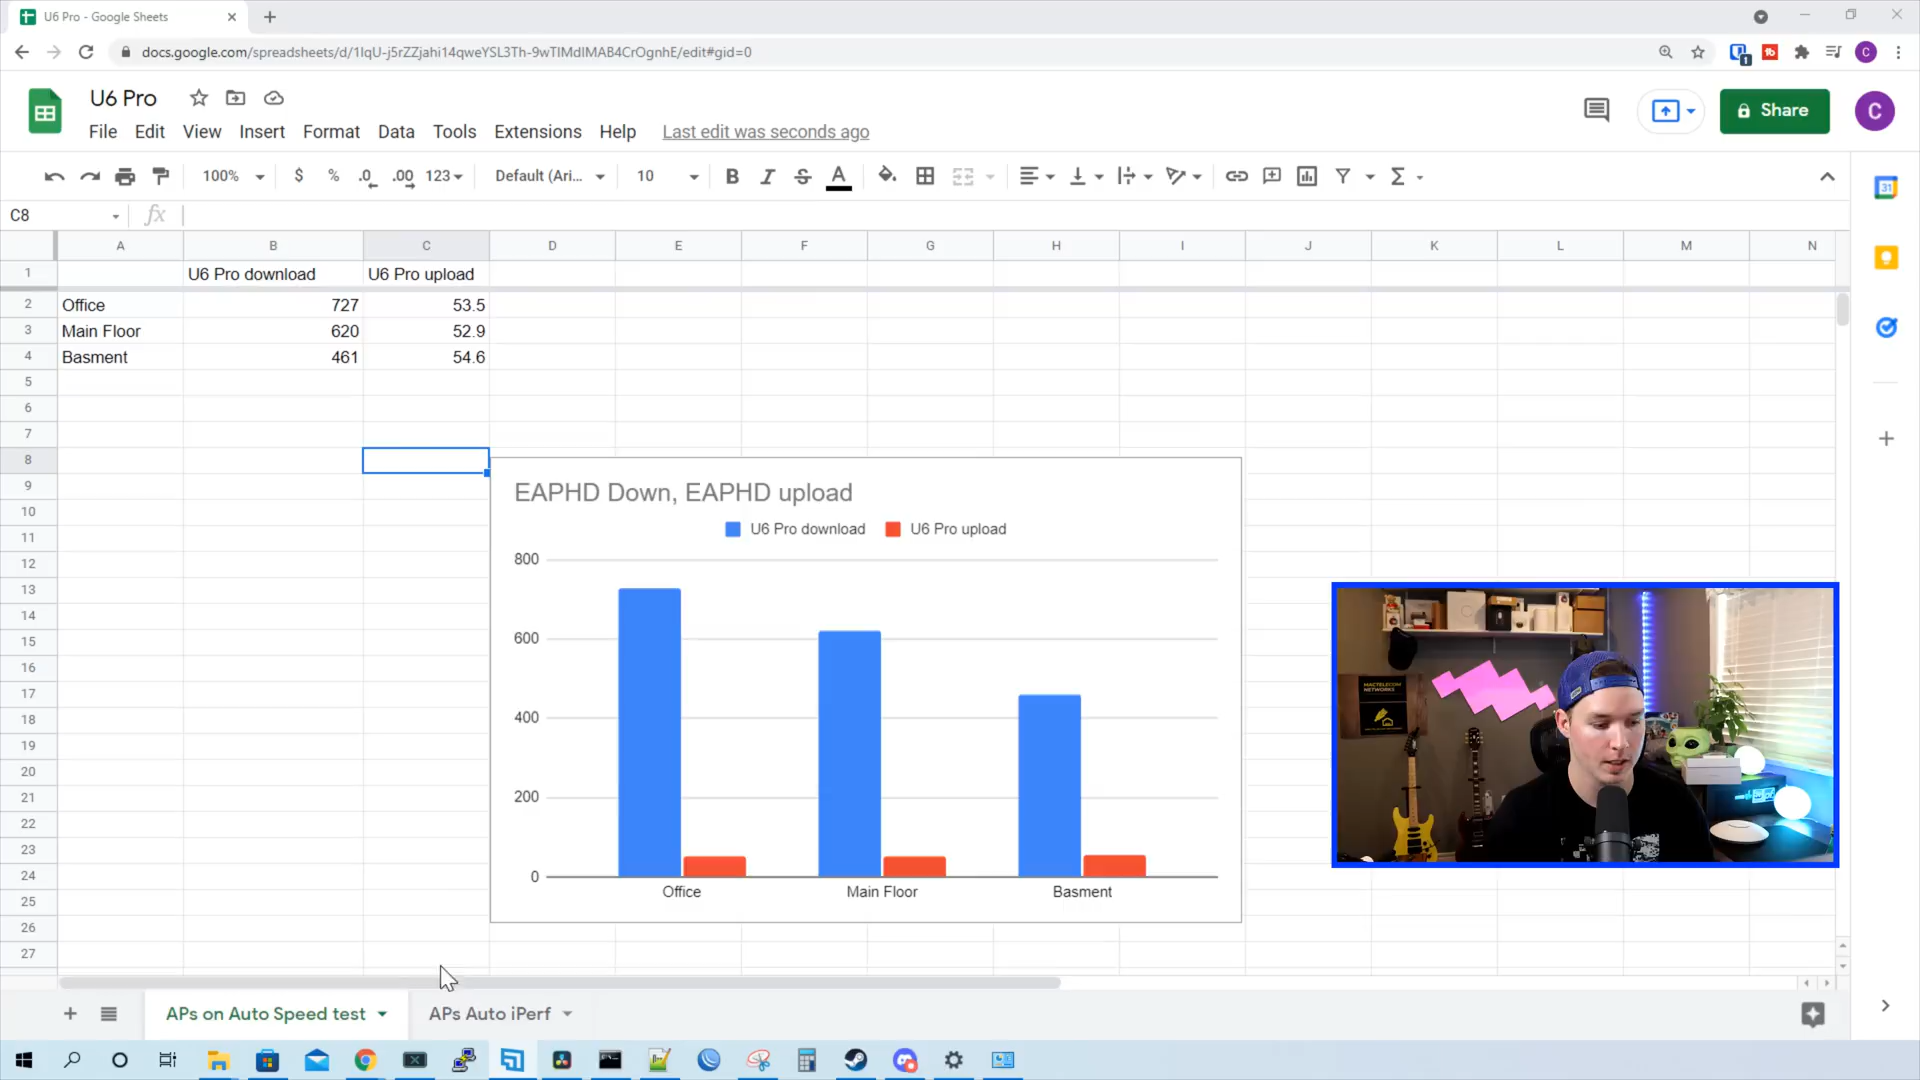 U6 Pro - Google Sheets
docs.google.com/spreadsheets/d/1IqU-j5rZZjahi14qweYSL3Th-9wTIMdIMAB4CrOgnhE/edit#gid=0
U6 Pro
File Edit View Insert Format Data Tools Extensions Help Last edit was seconds ago
Share
C
100% $ % .0 .00 123 Default (Ari... 10 B I S A
C8 fx
A B C D E F G H I J K L M N
1 U6 Pro download U6 Pro upload
2 Office 727 53.5
3 Main Floor 620 52.9
4 Basment 461 54.6
5
6
7
8
9
10
11
12
13
14
15
16
17
18
19
20
21
22
23
24
25
26
27
EAPHD Down, EAPHD upload
U6 Pro download U6 Pro upload
800
600
400
200
0
Office Main Floor Basment
MACTELECOM
NETWORKS
APs on Auto Speed test
APs Auto iPerf
31